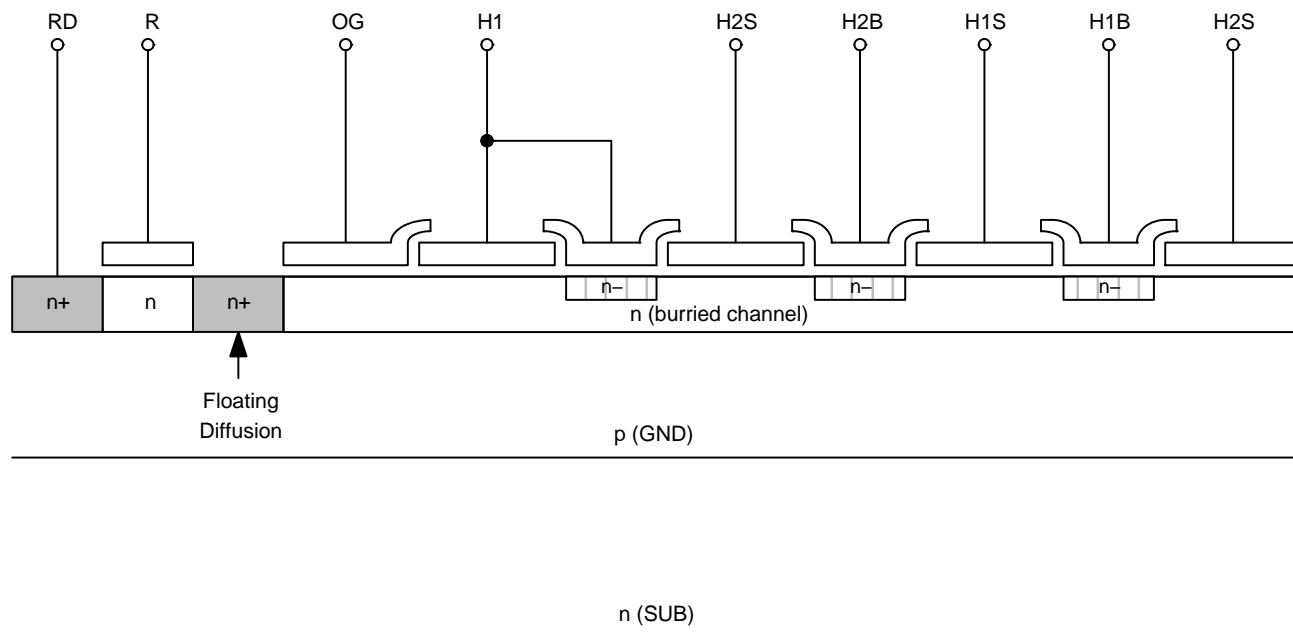 RD R OG H1 H2S H2B H1S H1B H2S
n+ n n+ n− n− n−
n (burried channel)
Floating
Diffusion
p (GND)
n (SUB)